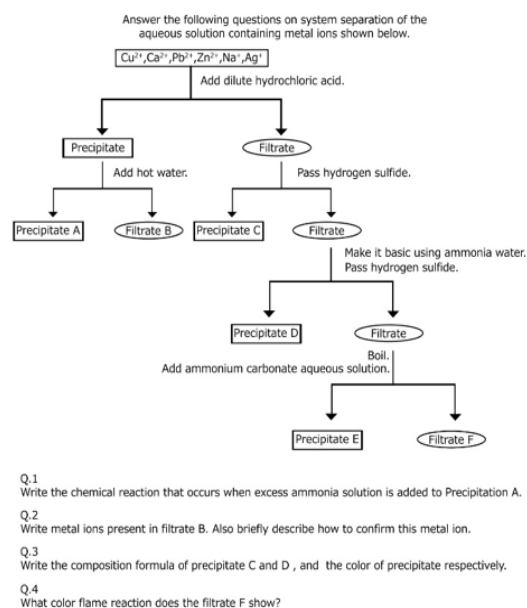 Answer the following questions on system separation of the
aqueous solution containing metal ions shown below.
Cu²⁺,Ca²⁺,Pb²⁺,Zn²⁺,Na⁺,Ag⁺
Add dilute hydrochloric acid.
Precipitate
Filtrate
Add hot water.
Pass hydrogen sulfide.
Precipitate A
Filtrate B
Precipitate C
Filtrate
Make it basic using ammonia water.
Pass hydrogen sulfide.
Precipitate D
Filtrate
Boil.
Add ammonium carbonate aqueous solution.
Precipitate E
Filtrate F
Q.1
Write the chemical reaction that occurs when excess ammonia solution is added to Precipitation A.
Q.2
Write metal ions present in filtrate B. Also briefly describe how to confirm this metal ion.
Q.3
Write the composition formula of precipitate C and D , and the color of precipitate respectively.
Q.4
What color flame reaction does the filtrate F show?